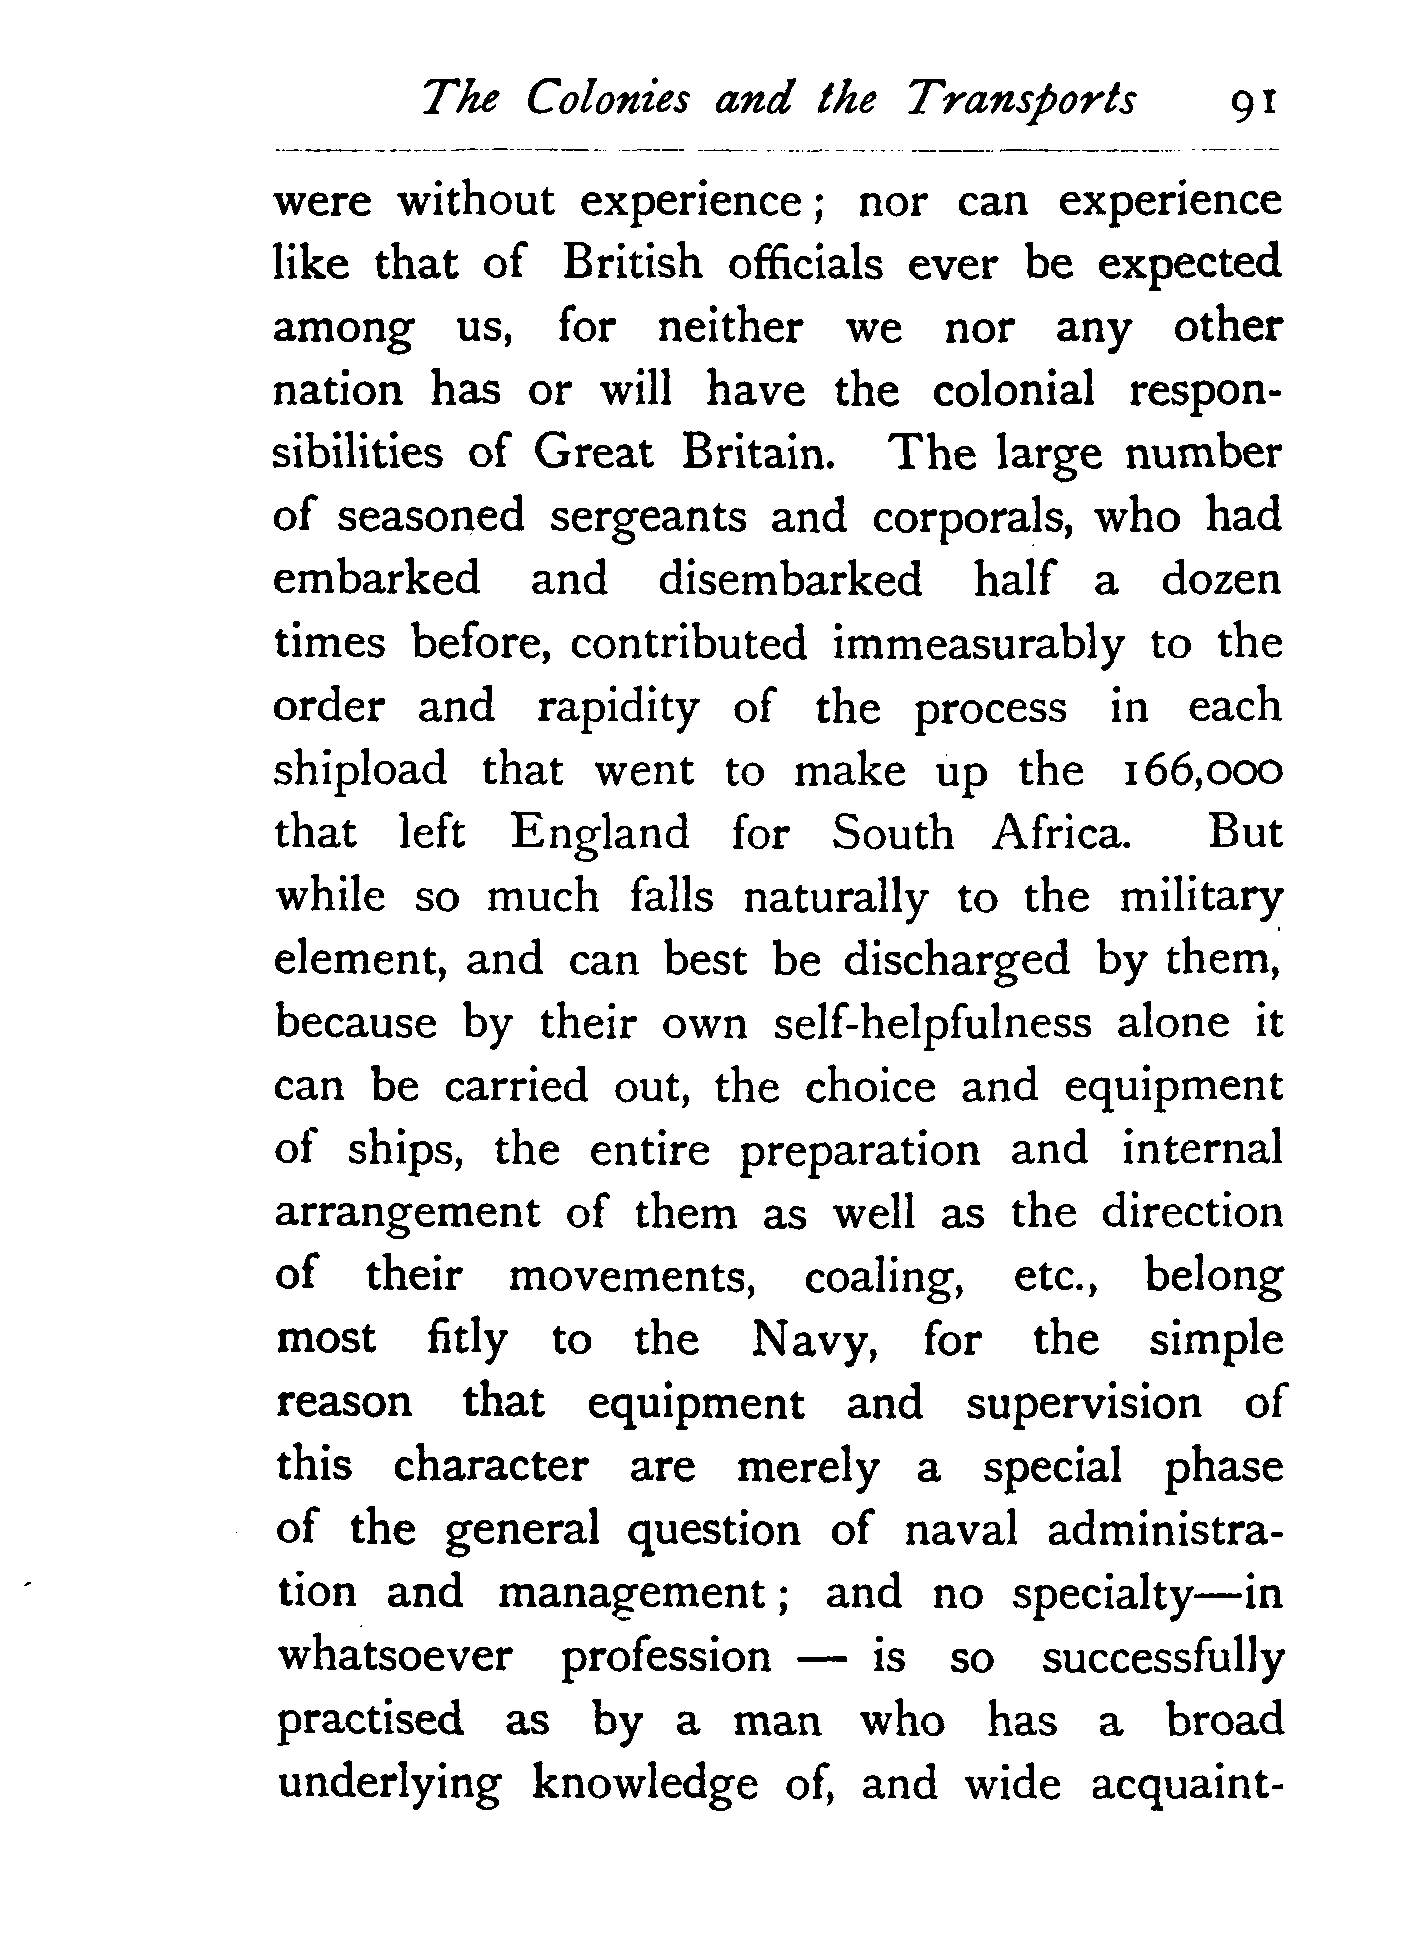 The Colonies and the Transports 91
were without experience; nor can experience
like that of British officials ever be expected
among us, for neither we nor any other
nation has or will have the colonial respon-
sibilities of Great Britain. The large number
of seasoned sergeants and corporals, who had
embarked and disembarked half a dozen
times before, contributed immeasurably to the
order and rapidity of the process in each
shipload that went to make up the 166,000
that left England for South Africa. But
while so much falls naturally to the military
element, and can best be discharged by them,
because by their own self-helpfulness alone it
can be carried out, the choice and equipment
of ships, the entire preparation and internal
arrangement of them as well as the direction
of their movements, coaling, etc., belong
most fitly to the Navy, for the simple
reason that equipment and supervision of
this character are merely a special phase
of the general question of naval administra-
tion and management; and no specialty—in
whatsoever profession — is so successfully
practised as by a man who has a broad
underlying knowledge of, and wide acquaint-